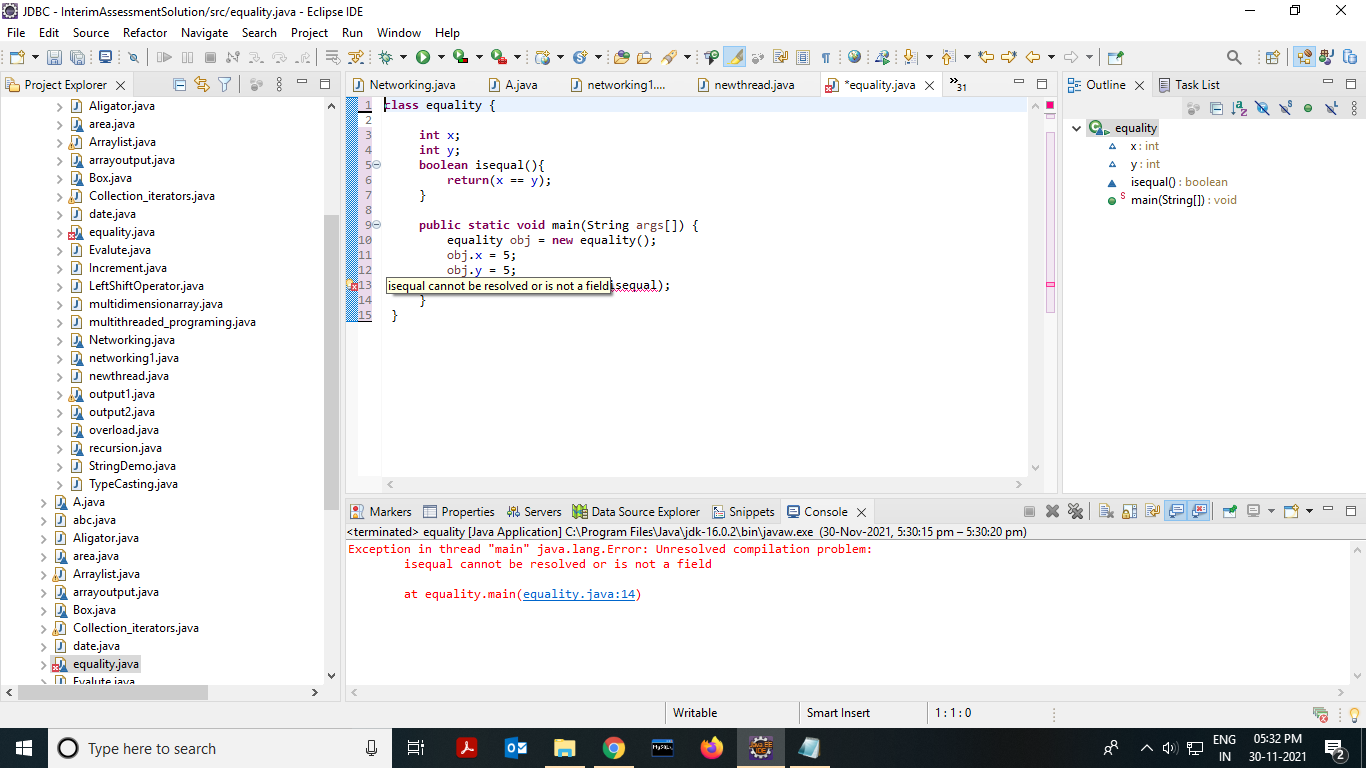 JDBC - InterimAssessmentSolution/src/equality.java - Eclipse IDE
File Edit Source Refactor Navigate Search Project Run Window Help
Project Explorer
Aligator.java
area.java
Arraylist.java
arrayoutput.java
Box.java
Collection_iterators.java
date.java
equality.java
Evalute.java
Increment.java
LeftShiftOperator.java
multidimensionarray.java
multithreaded_programing.java
Networking.java
networking1.java
newthread.java
output1.java
output2.java
overload.java
recursion.java
StringDemo.java
TypeCasting.java
A.java
abc.java
Aligator.java
area.java
Arraylist.java
arrayoutput.java
Box.java
Collection_iterators.java
date.java
equality.java
Evalute.java
Networking.java A.java networking1.... newthread.java *equality.java »31
1 class equality {
2
3 int x;
4 int y;
5 boolean isequal(){
6 return(x == y);
7 }
8
9 public static void main(String args[]) {
10 equality obj = new equality();
11 obj.x = 5;
12 obj.y = 5;
13 isequal cannot be resolved or is not a field isequal);
14 }
15 }
Outline Task List
equality
x : int
y : int
isequal() : boolean
main(String[]) : void
Markers Properties Servers Data Source Explorer Snippets Console
<terminated> equality [Java Application] C:\Program Files\Java\jdk-16.0.2\bin\javaw.exe (30-Nov-2021, 5:30:15 pm – 5:30:20 pm)
Exception in thread "main" java.lang.Error: Unresolved compilation problem:
isequal cannot be resolved or is not a field
at equality.main(equality.java:14)
Writable Smart Insert 1 : 1 : 0
Type here to search
ENG
IN
05:32 PM
30-11-2021
2